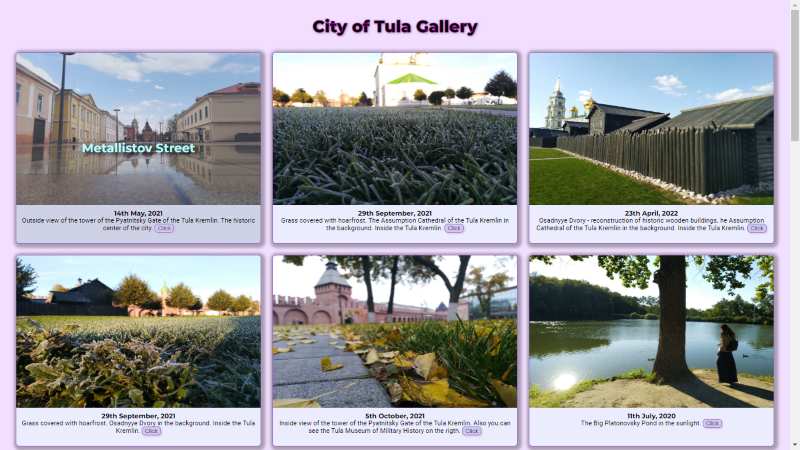 City of Tula Gallery
Metallistov Street
14th May, 2021
Outside view of the tower of the Pyatnitsky Gate of the Tula Kremlin. The historic
center of the city. Click
29th September, 2021
Grass covered with hoarfrost. The Assumption Cathedral of the Tula Kremlin in
the background. Inside the Tula Kremlin. Click
23th April, 2022
Osadnyye Dvory - reconstruction of historic wooden buildings. he Assumption
Cathedral of the Tula Kremlin in the background. Inside the Tula Kremlin. Click
29th September, 2021
Grass covered with hoarfrost. Osadnyye Dvory in the background. Inside the Tula
Kremlin. Click
5th October, 2021
Inside view of the tower of the Pyatnitsky Gate of the Tula Kremlin. Also you can
see the Tula Museum of Military History on the rigth. Click
11th July, 2020
The Big Platonovsky Pond in the sunlight. Click